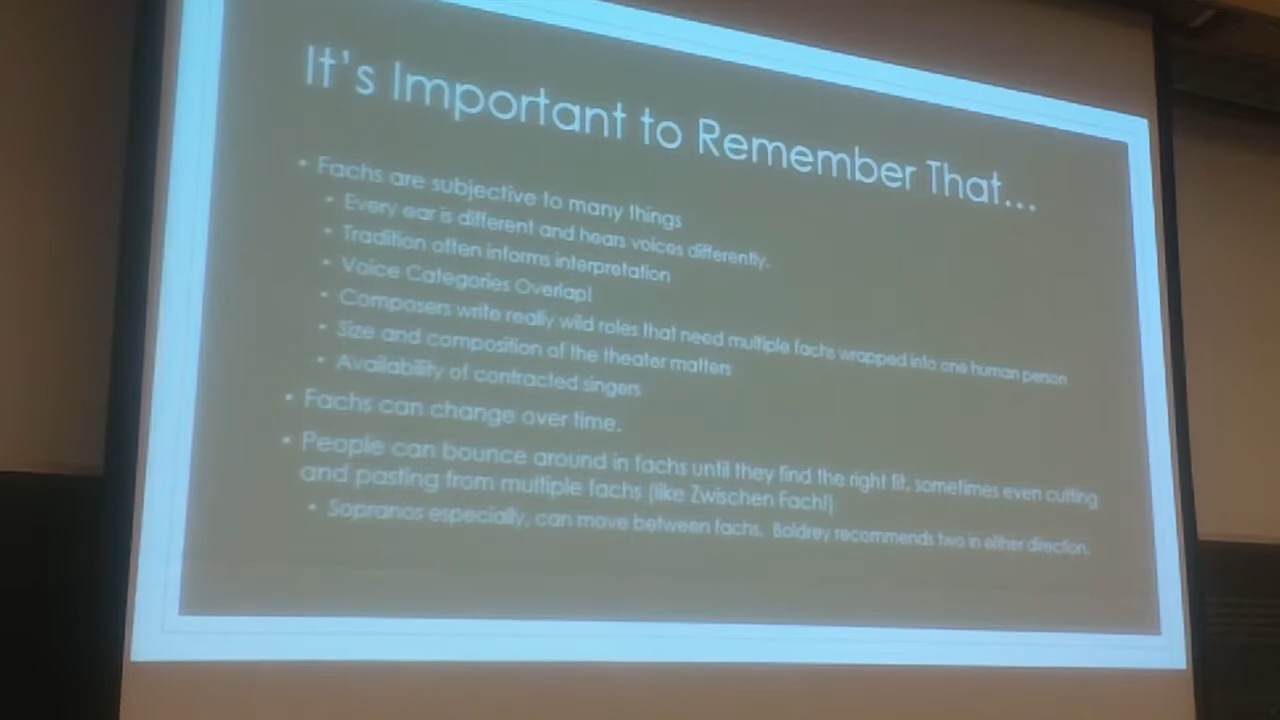 It's Important to Remember That...
• Fachs are subjective to many things
• Every ear is different and hears voices differently.
• Tradition often informs interpretation
• Voice Categories Overlap!
• Composers write really wild roles that need multiple fachs wrapped into one human person
• Size and composition of the theater matters
• Availability of contracted singers
• Fachs can change over time.
• People can bounce around in fachs until they find the right fit, sometimes even cutting
and pasting from multiple fachs (like Zwischen Fach!)
• Sopranos especially, can move between fachs. Boldrey recommends two in either direction.